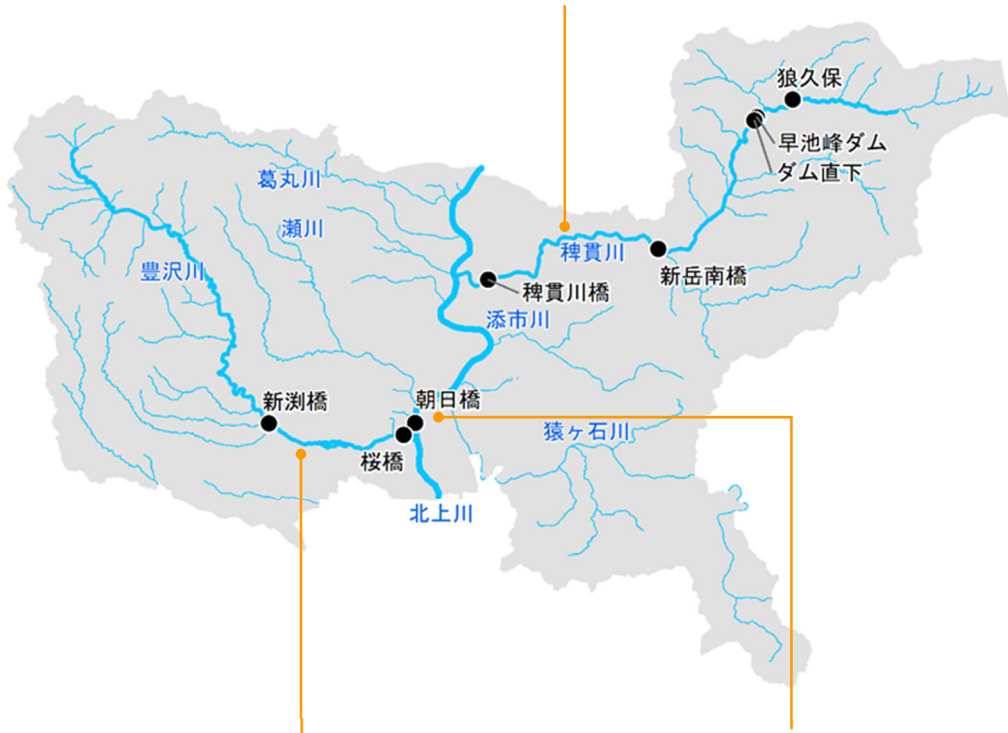 狼久保
早池峰ダム
ダム直下
葛丸川
瀬川
稗貫川
新岳南橋
豊沢川
稗貫川橋
添市川
新渕橋
朝日橋
猿ヶ石川
桜橋
北上川